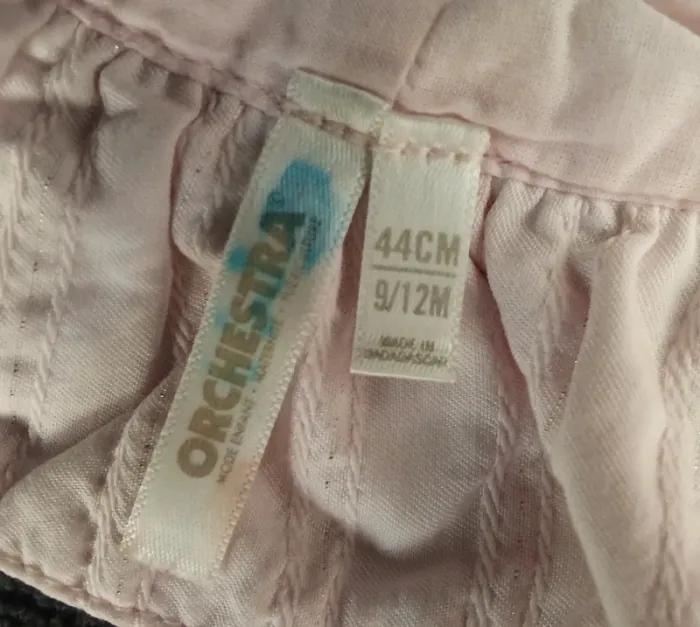 ORCHESTRA®
MODE ENFANT
44CM
9/12M
MADE IN
MADAGASCAR